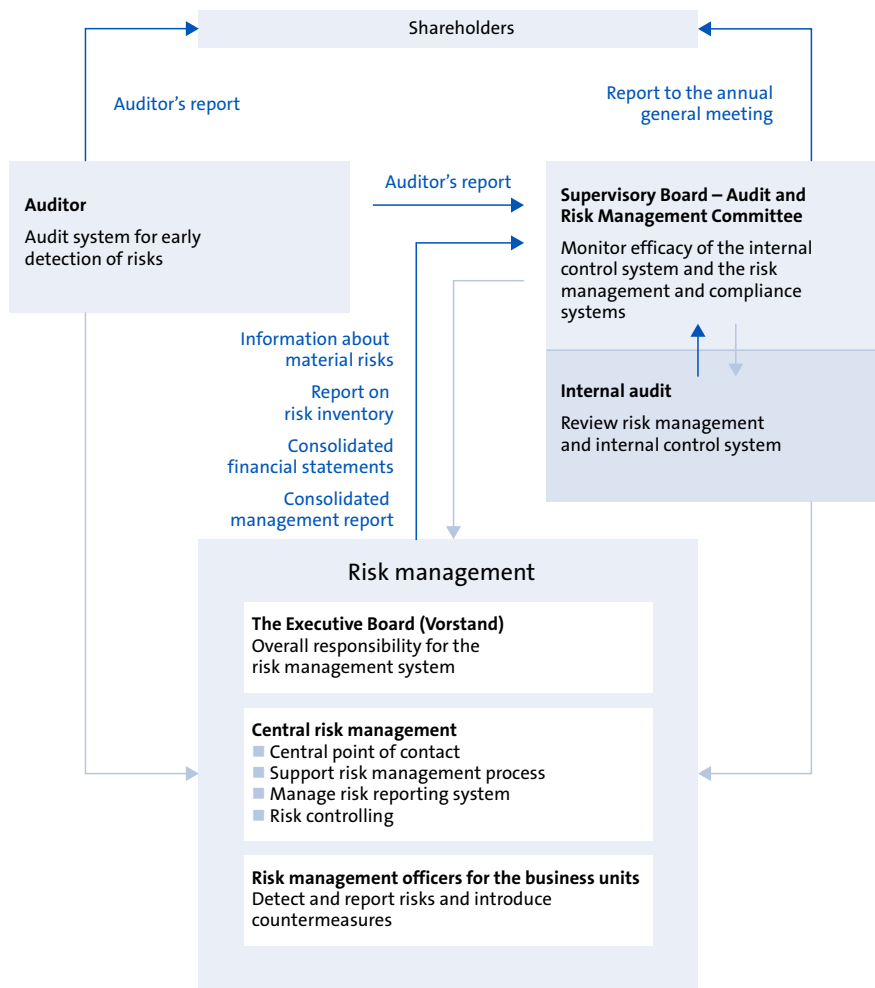 Shareholders
Auditor’s report
Report to the annual
general meeting
Auditor
Audit system for early
detection of risks
Auditor’s report
Supervisory Board – Audit and
Risk Management Committee
Monitor efficacy of the internal
control system and the risk
management and compliance
systems
Information about
material risks
Report on
risk inventory
Consolidated
financial statements
Consolidated
management report
Internal audit
Review risk management
and internal control system
Risk management
The Executive Board (Vorstand)
Overall responsibility for the
risk management system
Central risk management
Central point of contact
Support risk management process
Manage risk reporting system
Risk controlling
Risk management officers for the business units
Detect and report risks and introduce
countermeasures